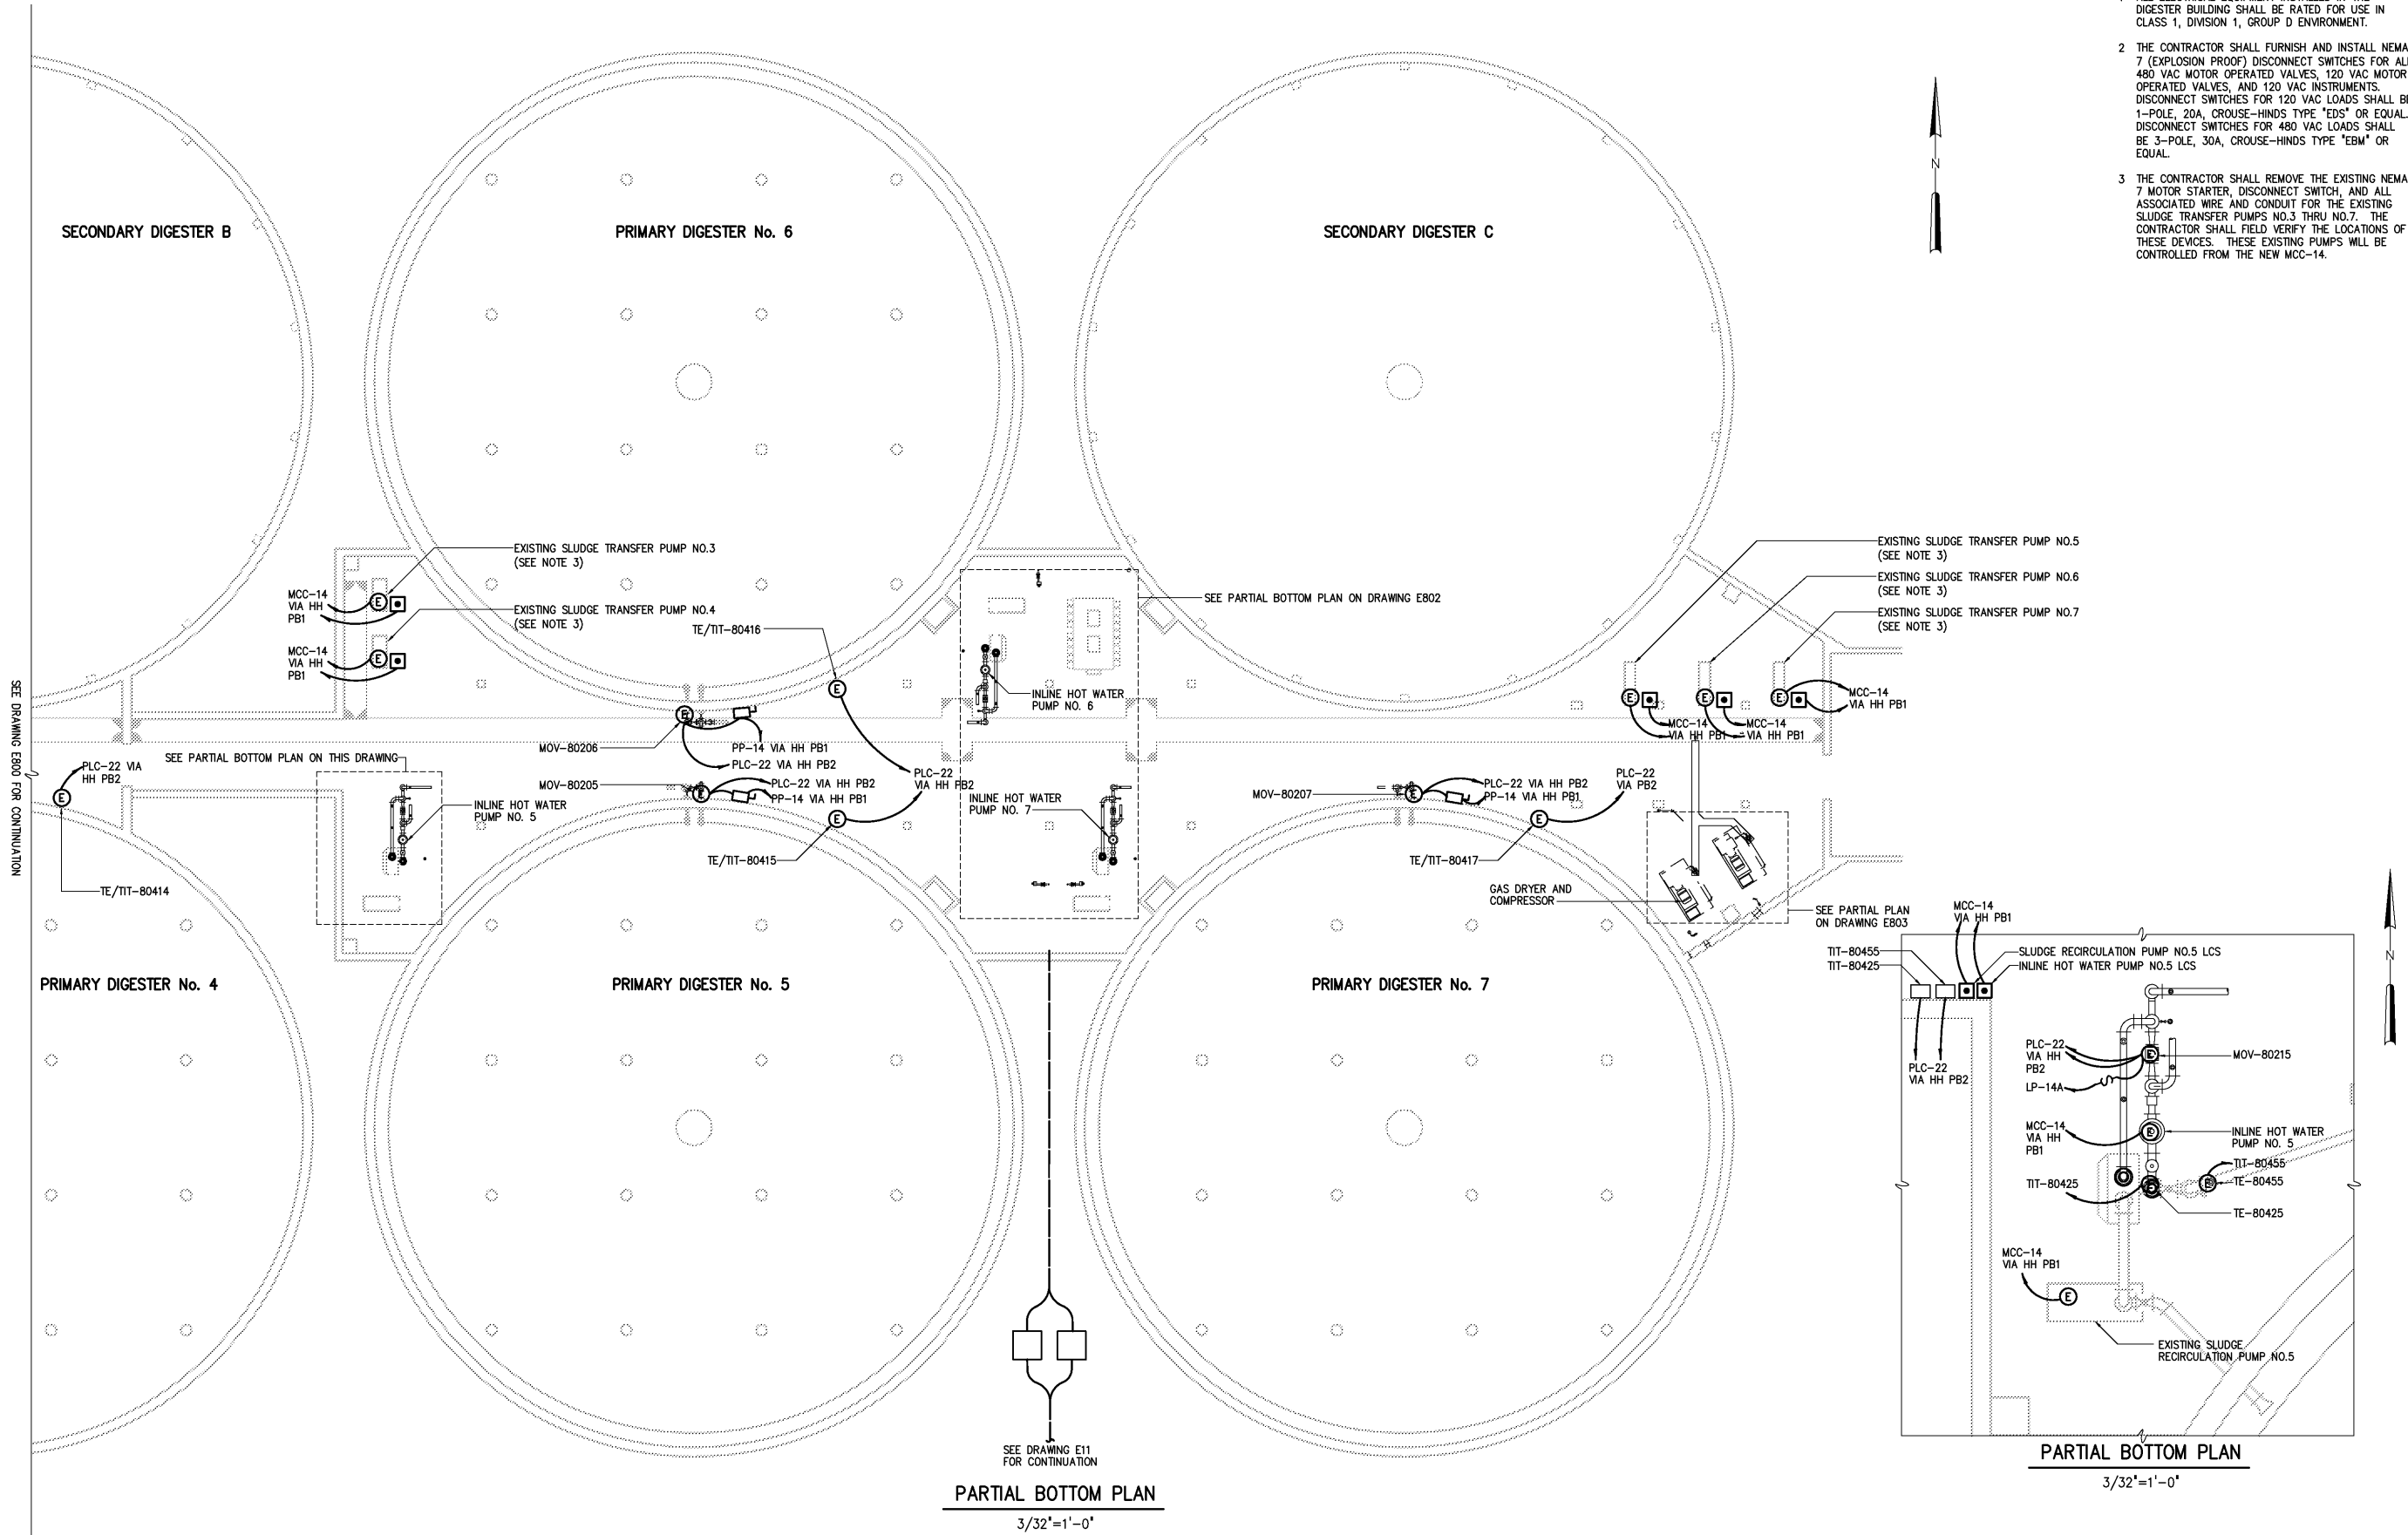 DIGESTER BUILDING SHALL BE RATED FOR USE IN
CLASS 1, DIVISION 1, GROUP D ENVIRONMENT.
2 THE CONTRACTOR SHALL FURNISH AND INSTALL NEMA
7 (EXPLOSION PROOF) DISCONNECT SWITCHES FOR ALL
480 VAC MOTOR OPERATED VALVES, 120 VAC MOTOR
OPERATED VALVES, AND 120 VAC INSTRUMENTS.
DISCONNECT SWITCHES FOR 120 VAC LOADS SHALL BE
1-POLE, 20A, CROUSE-HINDS TYPE "EDS" OR EQUAL.
DISCONNECT SWITCHES FOR 480 VAC LOADS SHALL
BE 3-POLE, 30A, CROUSE-HINDS TYPE "EBM" OR
EQUAL.
3 THE CONTRACTOR SHALL REMOVE THE EXISTING NEMA
7 MOTOR STARTER, DISCONNECT SWITCH, AND ALL
ASSOCIATED WIRE AND CONDUIT FOR THE EXISTING
SLUDGE TRANSFER PUMPS NO.3 THRU NO.7. THE
CONTRACTOR SHALL FIELD VERIFY THE LOCATIONS OF
THESE DEVICES. THESE EXISTING PUMPS WILL BE
CONTROLLED FROM THE NEW MCC-14.
N
SECONDARY DIGESTER B
PRIMARY DIGESTER No. 6
SECONDARY DIGESTER C
EXISTING SLUDGE TRANSFER PUMP NO.3
(SEE NOTE 3)
MCC-14
VIA HH
PB1
E
EXISTING SLUDGE TRANSFER PUMP NO.4
(SEE NOTE 3)
MCC-14
VIA HH
PB1
E
TE/TIT-80416
E
SEE PARTIAL BOTTOM PLAN ON DRAWING E802
INLINE HOT WATER
PUMP NO. 6
EXISTING SLUDGE TRANSFER PUMP NO.5
(SEE NOTE 3)
EXISTING SLUDGE TRANSFER PUMP NO.6
(SEE NOTE 3)
EXISTING SLUDGE TRANSFER PUMP NO.7
(SEE NOTE 3)
E
E
E
MCC-14
VIA HH PB1
MCC-14
VIA HH PB1
MCC-14
VIA HH PB1
SEE DRAWING E800 FOR CONTINUATION
E
MOV-80206
PP-14 VIA HH PB1
PLC-22 VIA HH PB2
SEE PARTIAL BOTTOM PLAN ON THIS DRAWING
PLC-22 VIA
HH PB2
E
TE/TIT-80414
INLINE HOT WATER
PUMP NO. 5
MOV-80205
E
PLC-22 VIA HH PB2
PP-14 VIA HH PB1
PLC-22
VIA HH PB2
E
TE/TIT-80415
INLINE HOT WATER
PUMP NO. 7
MOV-80207
E
PLC-22 VIA HH PB2
PP-14 VIA HH PB1
PLC-22
VIA PB2
E
TE/TIT-80417
GAS DRYER AND
COMPRESSOR
SEE PARTIAL PLAN
ON DRAWING E803
PRIMARY DIGESTER No. 4
PRIMARY DIGESTER No. 5
PRIMARY DIGESTER No. 7
SEE DRAWING E11
FOR CONTINUATION
PARTIAL BOTTOM PLAN
3/32"=1'-0"
N
MCC-14
VIA HH PB1
TIT-80455
TIT-80425
SLUDGE RECIRCULATION PUMP NO.5 LCS
INLINE HOT WATER PUMP NO.5 LCS
PLC-22
VIA HH PB2
PLC-22
VIA HH
PB2
E
MOV-80215
LP-14A
MCC-14
VIA HH
PB1
E
INLINE HOT WATER
PUMP NO. 5
TIT-80455
TE-80455
E
TIT-80425
TE-80425
MCC-14
VIA HH PB1
E
EXISTING SLUDGE
RECIRCULATION PUMP NO.5
PARTIAL BOTTOM PLAN
3/32"=1'-0"